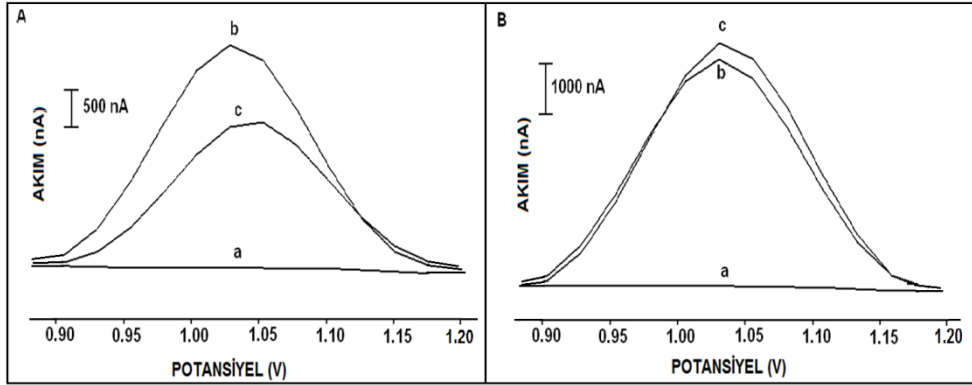 A
b
500 nA
c
a
AKIM (nA)
0.90 0.95 1.00 1.05 1.10 1.15 1.20
POTANSİYEL (V)
B
c
b
1000 nA
a
AKIM (nA)
0.90 0.95 1.00 1.05 1.10 1.15 1.20
POTANSİYEL (V)